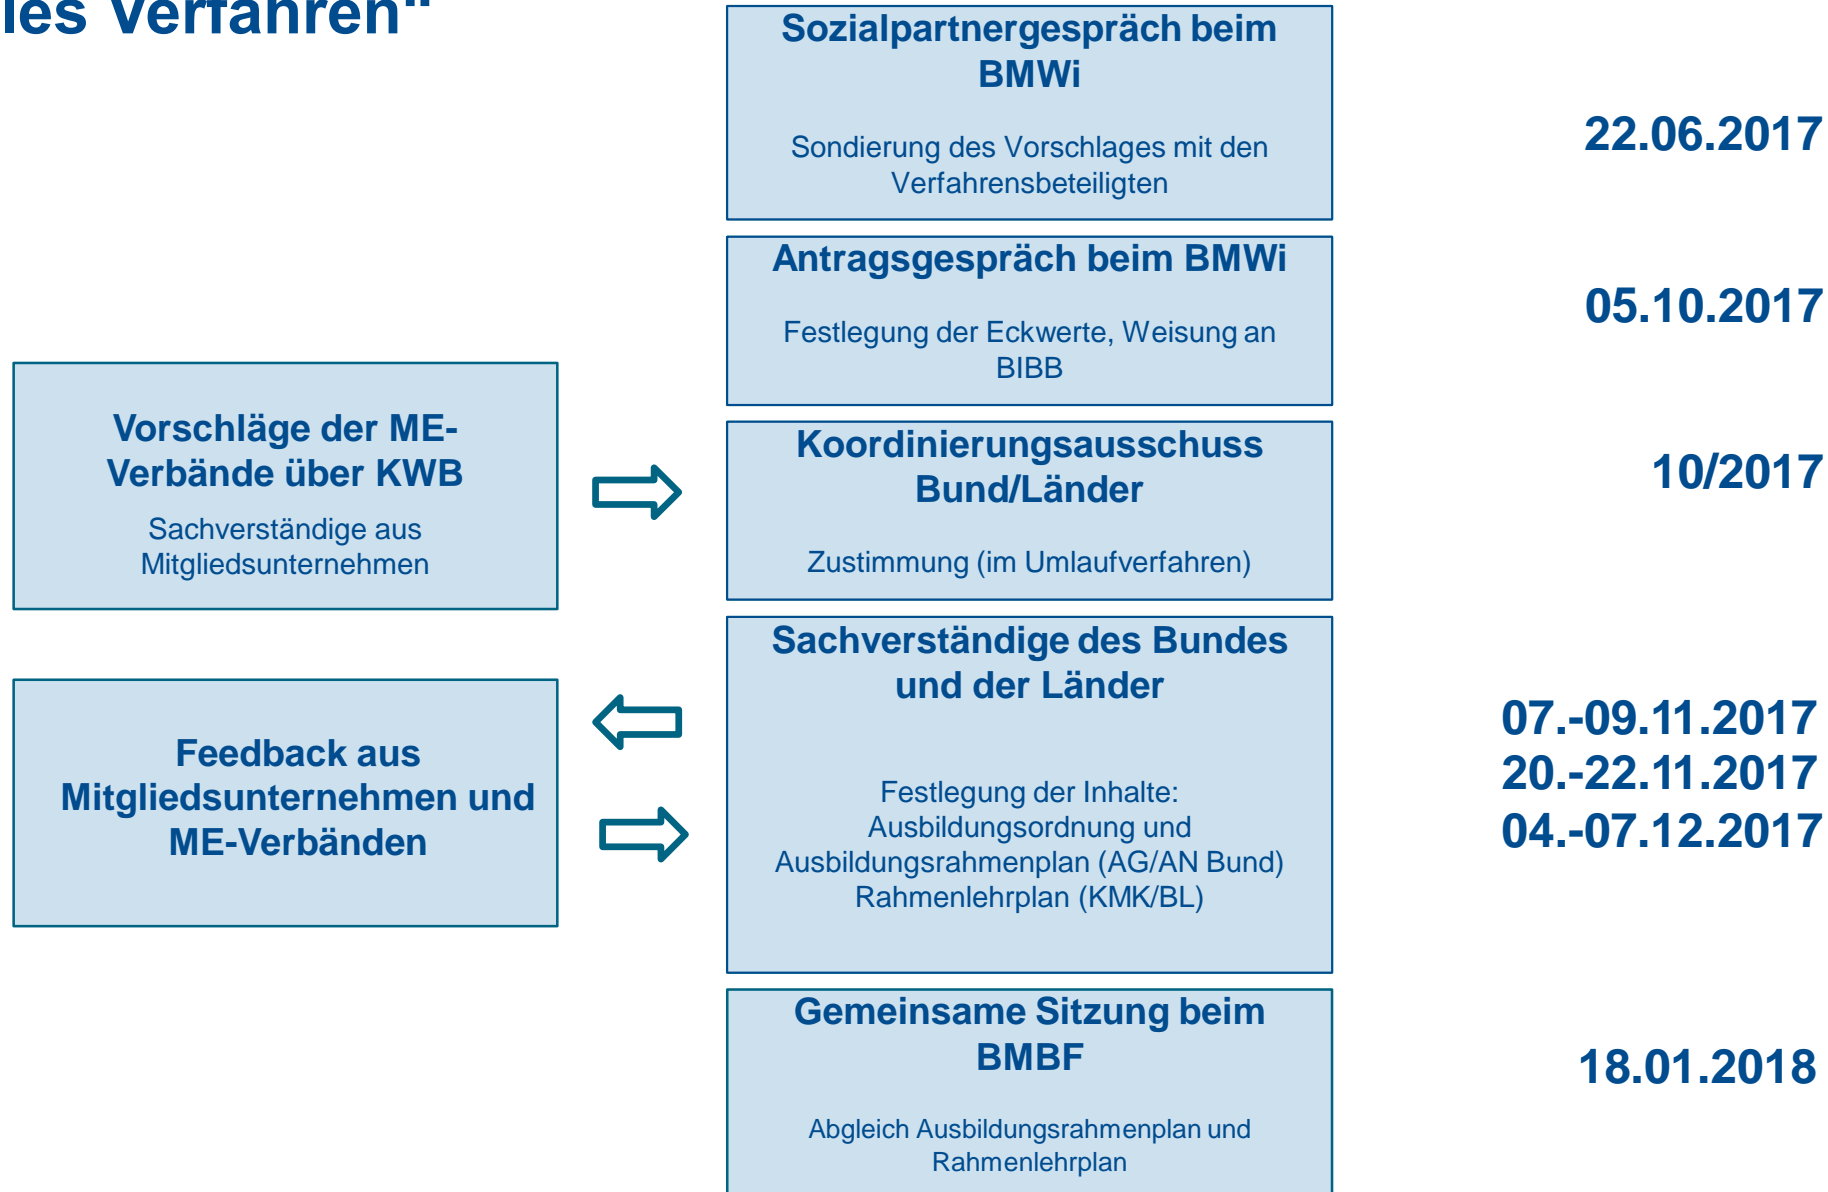 les Verfahren"
Sozialpartnergespräch beim
BMWi
Sondierung des Vorschlages mit den
Verfahrensbeteiligten
22.06.2017
Antragsgespräch beim BMWi
Festlegung der Eckwerte, Weisung an
BIBB
05.10.2017
Vorschläge der ME-
Verbände über KWB
Sachverständige aus
Mitgliedsunternehmen
Koordinierungsausschuss
Bund/Länder
Zustimmung (im Umlaufverfahren)
10/2017
Feedback aus
Mitgliedsunternehmen und
ME-Verbänden
Sachverständige des Bundes
und der Länder
Festlegung der Inhalte:
Ausbildungsordnung und
Ausbildungsrahmenplan (AG/AN Bund)
Rahmenlehrplan (KMK/BL)
07.-09.11.2017
20.-22.11.2017
04.-07.12.2017
Gemeinsame Sitzung beim
BMBF
Abgleich Ausbildungsrahmenplan und
Rahmenlehrplan
18.01.2018